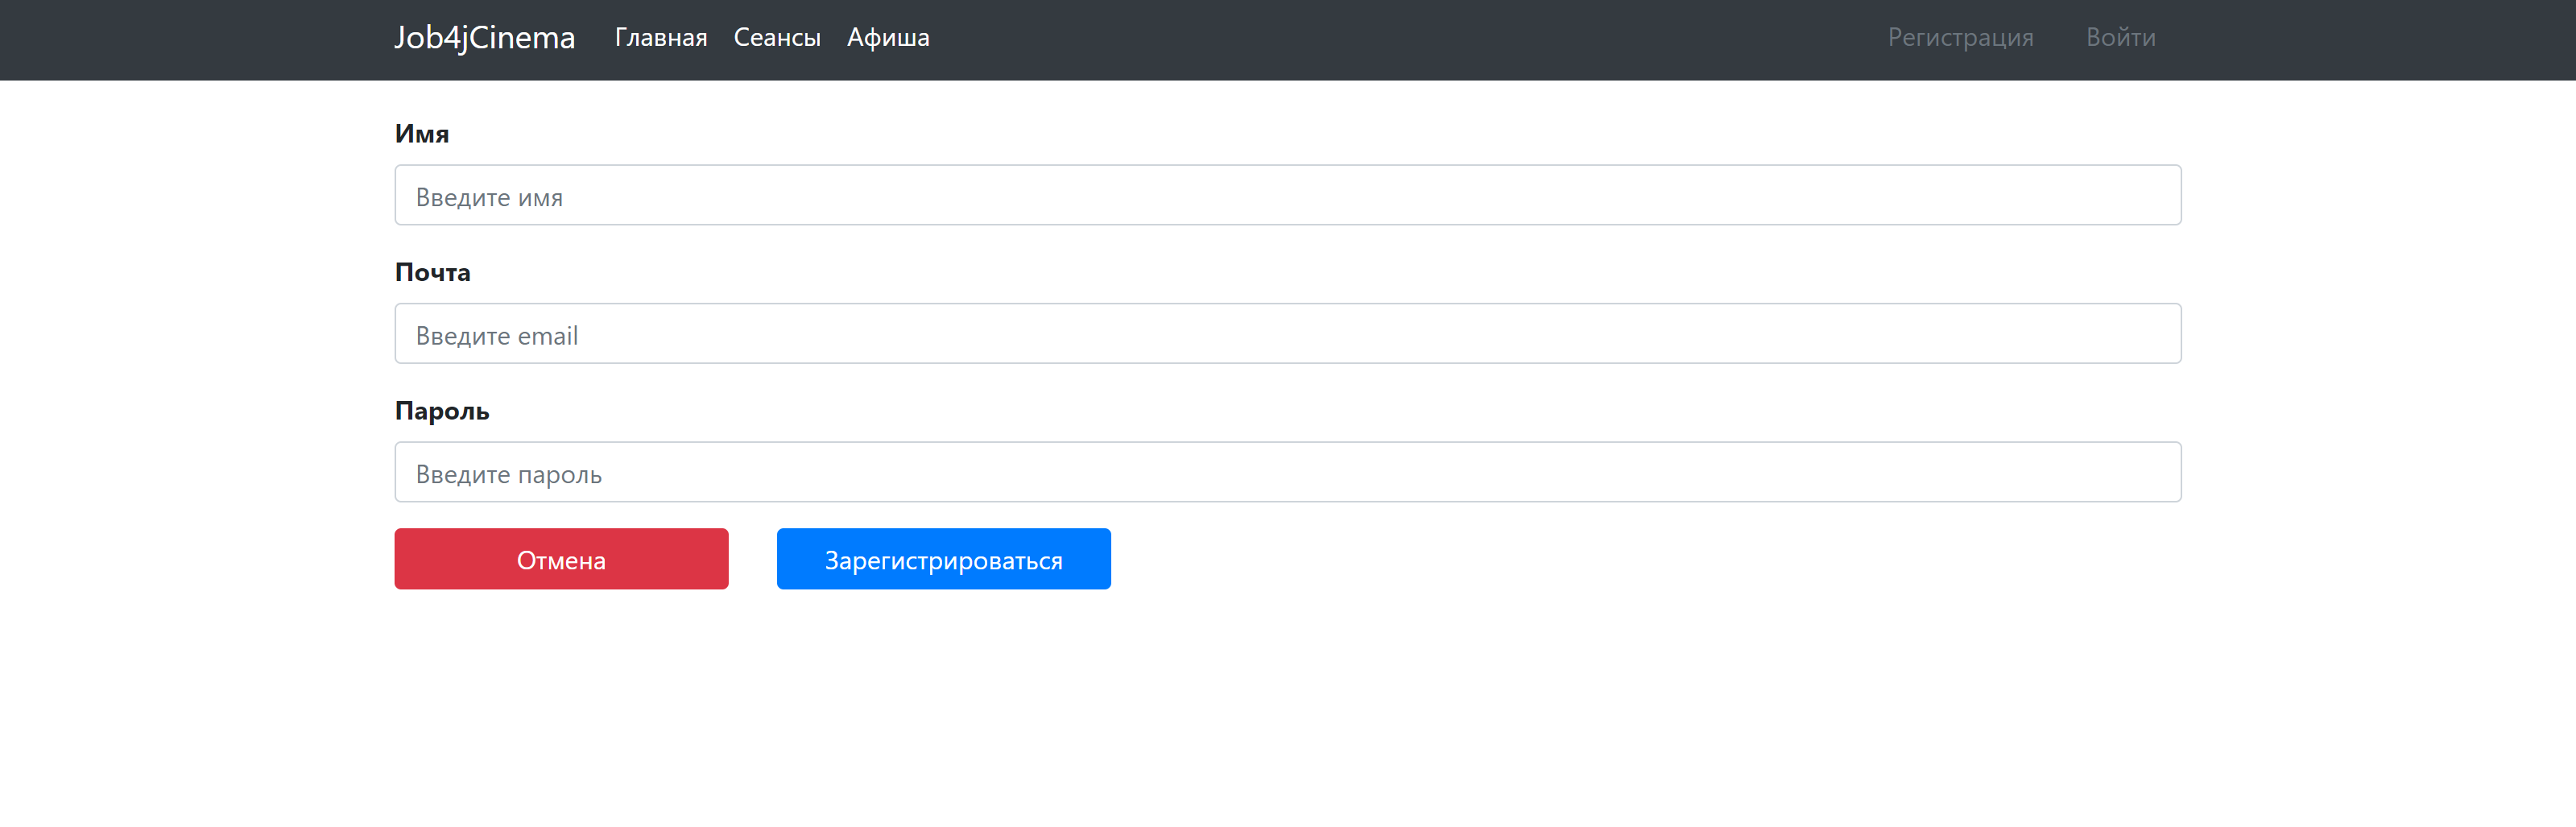 Job4jCinema Главная Сеансы Афиша Регистрация Войти
Имя
Введите имя
Почта
Введите email
Пароль
Введите пароль
Отмена Зарегистрироваться